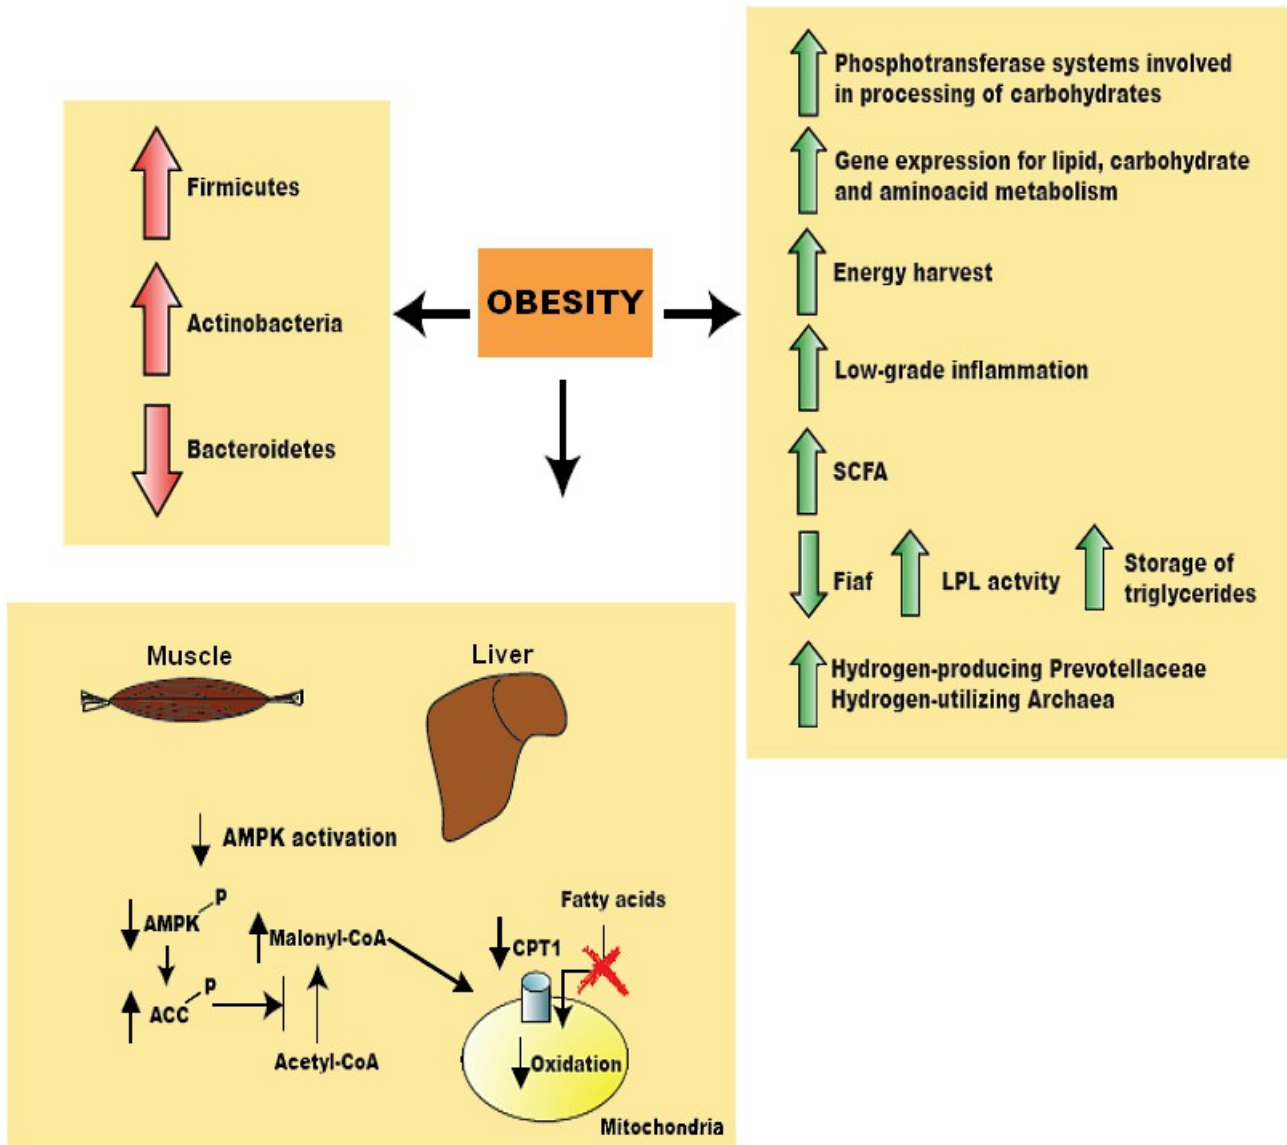 Firmicutes
Actinobacteria
Bacteroidetes
OBESITY
Phosphotransferase systems involved
in processing of carbohydrates
Gene expression for lipid, carbohydrate
and aminoacid metabolism
Energy harvest
Low-grade inflammation
SCFA
Fiaf
LPL actvity
Storage of
triglycerides
Hydrogen-producing Prevotellaceae
Hydrogen-utilizing Archaea
Muscle
Liver
AMPK activation
AMPK
P
Malonyl-CoA
ACC
P
Acetyl-CoA
Fatty acids
CPT1
Oxidation
Mitochondria